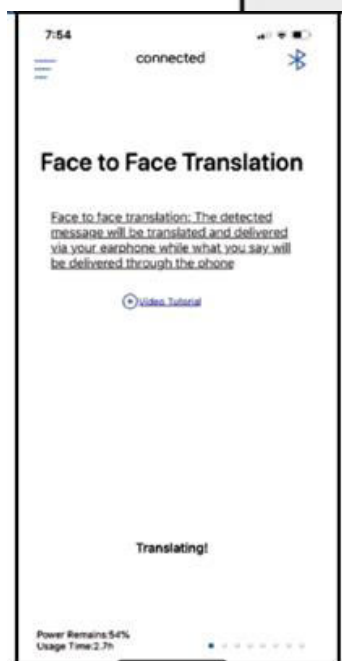 7:54
connected
Face to Face Translation
Face to face translation: The detected
message will be translated and delivered
via your earphone while what you say will
be delivered through the phone
Video Tutorial
Translating!
Power Remains:54%
Usage Time:2.7h